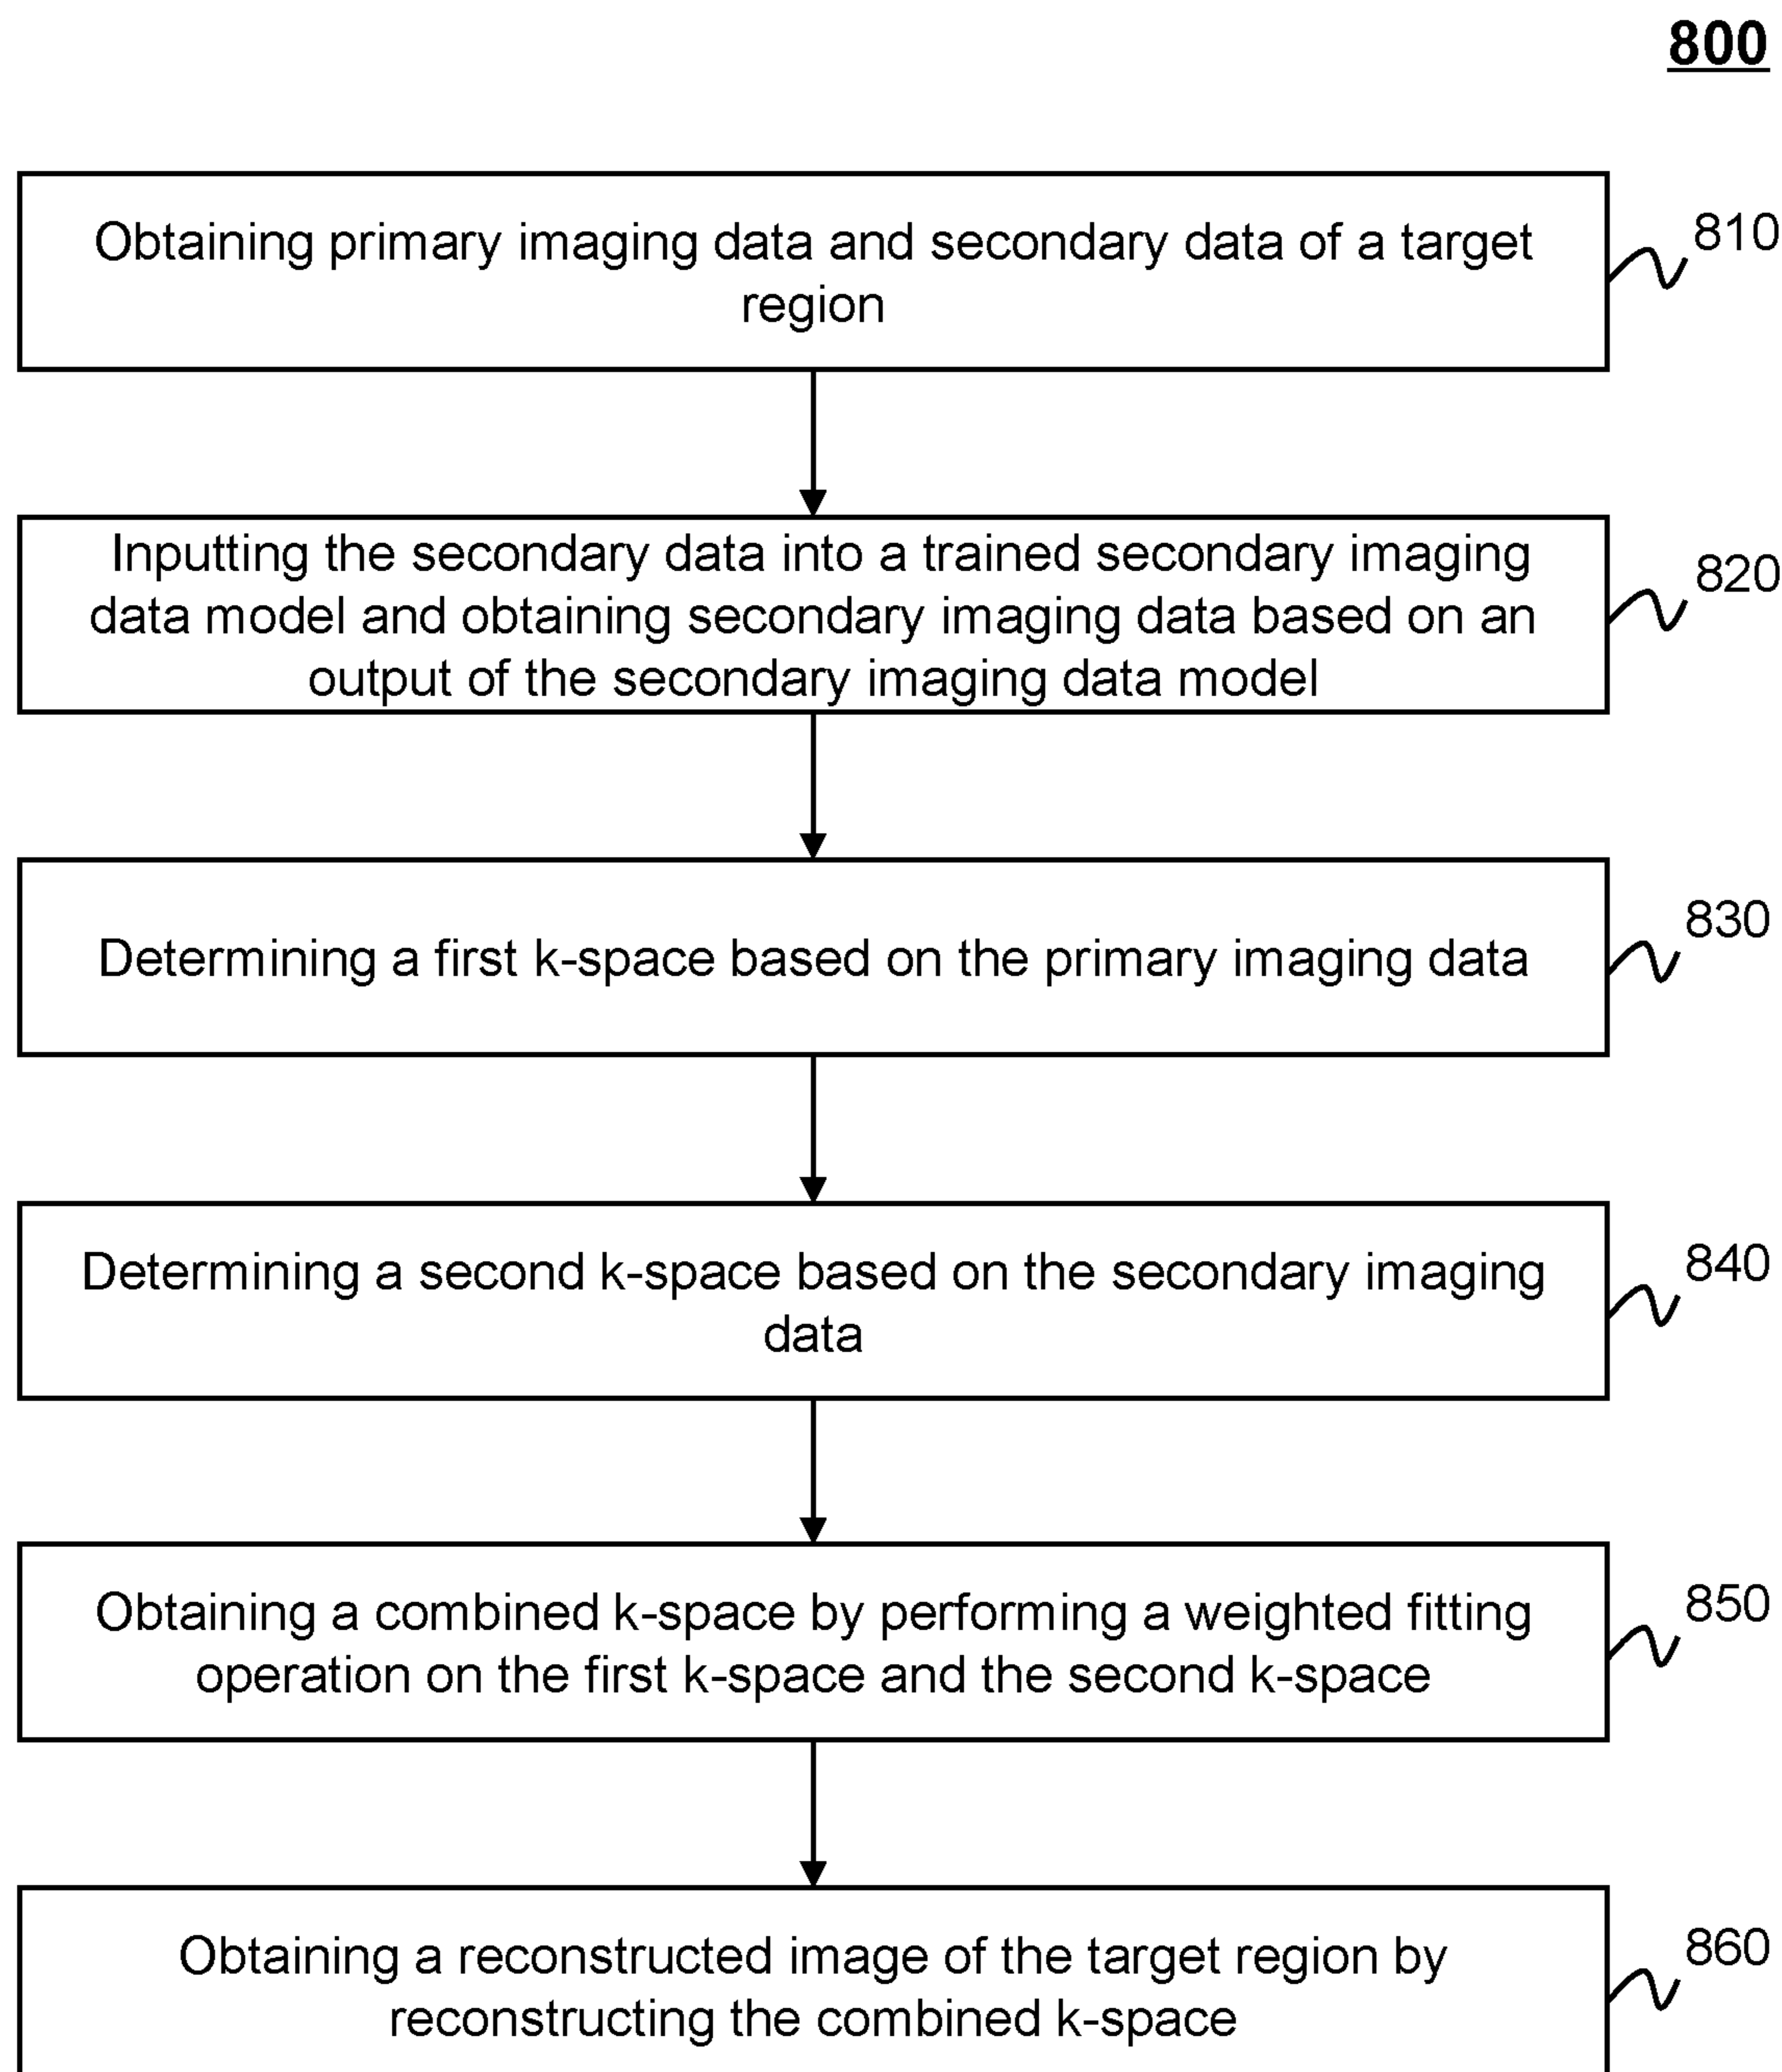 800
Obtaining primary imaging data and secondary data of a target
region
810
Inputting the secondary data into a trained secondary imaging
data model and obtaining secondary imaging data based on an
output of the secondary imaging data model
820
Determining a first k-space based on the primary imaging data
830
Determining a second k-space based on the secondary imaging
data
840
Obtaining a combined k-space by performing a weighted fitting
operation on the first k-space and the second k-space
850
Obtaining a reconstructed image of the target region by
reconstructing the combined k-space
860